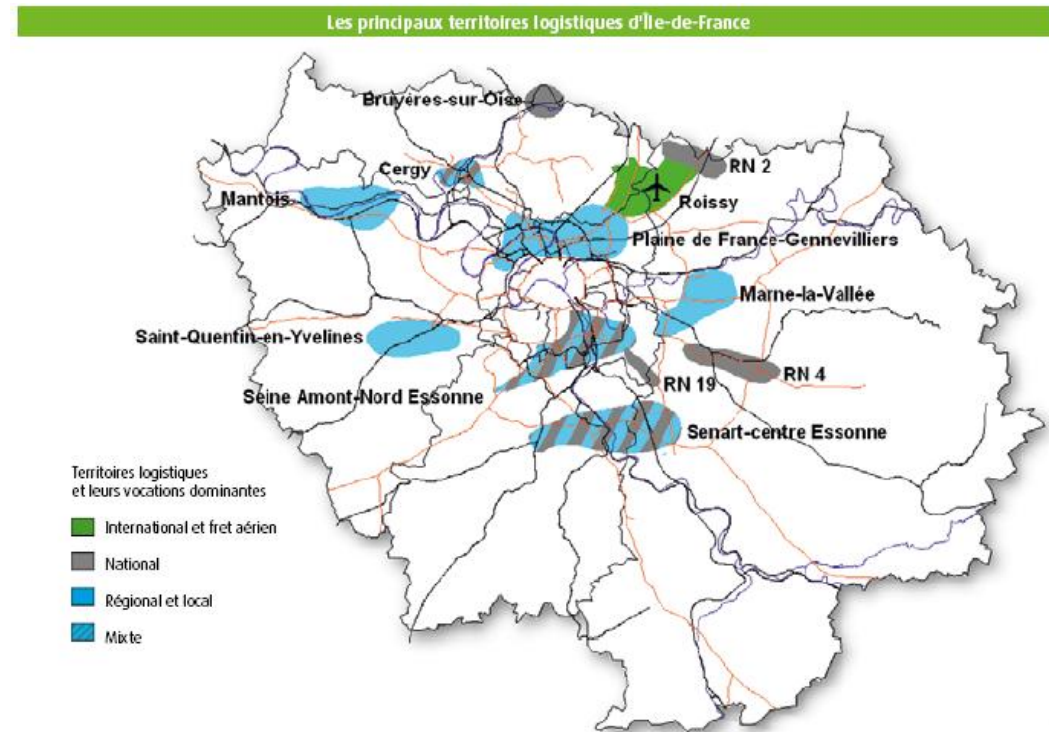 Les principaux territoires logistiques d'Île-de-France
Bruyères-sur-Oise
Cergy
RN 2
Mantois
Roissy
Plaine de France-Gennevilliers
Marne-la-Vallée
Saint-Quentin-en-Yvelines
RN 4
RN 19
Seine Amont-Nord Essonne
Senart-centre Essonne
Territoires logistiques
et leurs vocations dominantes
International et fret aérien
National
Régional et local
Mixte